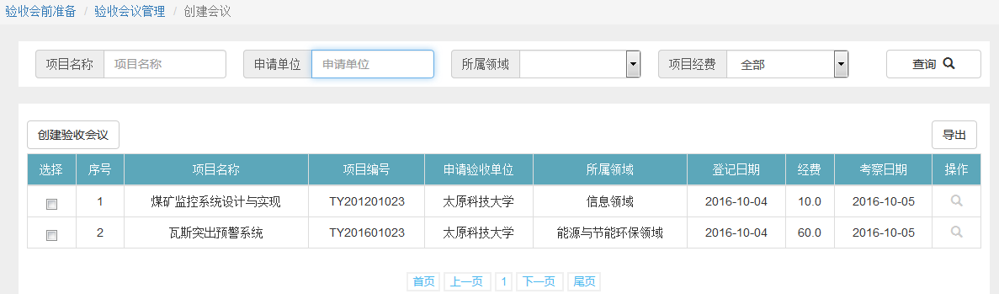 验收会前准备 / 验收会议管理 / 创建会议
项目名称 项目名称 申请单位 申请单位 所属领域 项目经费 全部 查询
创建验收会议 导出
选择 序号 项目名称 项目编号 申请验收单位 所属领域 登记日期 经费 考察日期 操作
1 煤矿监控系统设计与实现 TY201201023 太原科技大学 信息领域 2016-10-04 10.0 2016-10-05
2 瓦斯突出预警系统 TY201601023 太原科技大学 能源与节能环保领域 2016-10-04 60.0 2016-10-05
首页 上一页 1 下一页 尾页